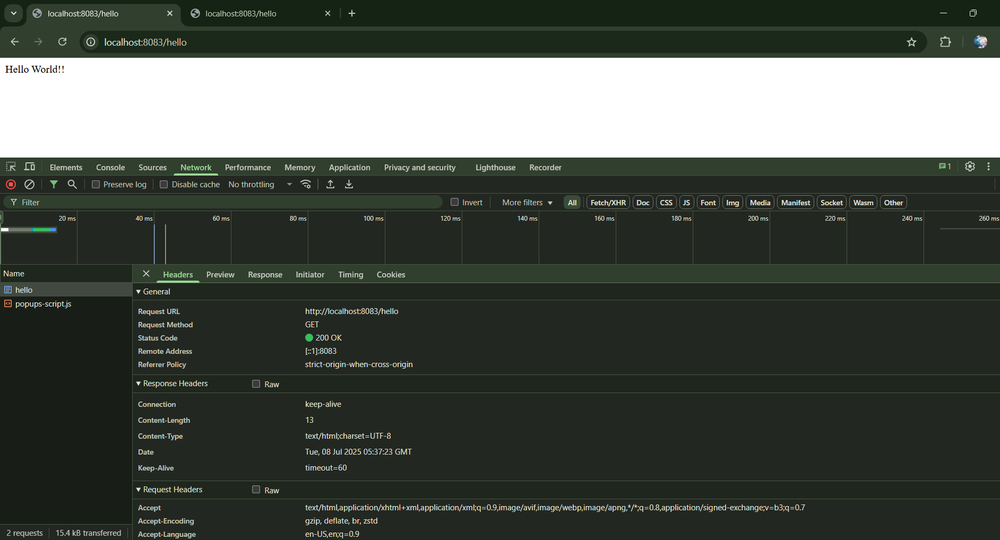 localhost:8083/hello
localhost:8083/hello
localhost:8083/hello
Hello World!!
Elements Console Sources Network Performance Memory Application Privacy and security Lighthouse Recorder 1
Preserve log Disable cache No throttling
Filter Invert More filters All Fetch/XHR Doc CSS JS Font Img Media Manifest Socket Wasm Other
20 ms 40 ms 60 ms 80 ms 100 ms 120 ms 140 ms 160 ms 180 ms 200 ms 220 ms 240 ms 260 ms
Name
hello
popups-script.js
2 requests 15.4 kB transferred
Headers Preview Response Initiator Timing Cookies
General
Request URL http://localhost:8083/hello
Request Method GET
Status Code 200 OK
Remote Address [::1]:8083
Referrer Policy strict-origin-when-cross-origin
Response Headers Raw
Connection keep-alive
Content-Length 13
Content-Type text/html;charset=UTF-8
Date Tue, 08 Jul 2025 05:37:23 GMT
Keep-Alive timeout=60
Request Headers Raw
Accept text/html,application/xhtml+xml,application/xml;q=0.9,image/avif,image/webp,image/apng,*/*;q=0.8,application/signed-exchange;v=b3;q=0.7
Accept-Encoding gzip, deflate, br, zstd
Accept-Language en-US,en;q=0.9